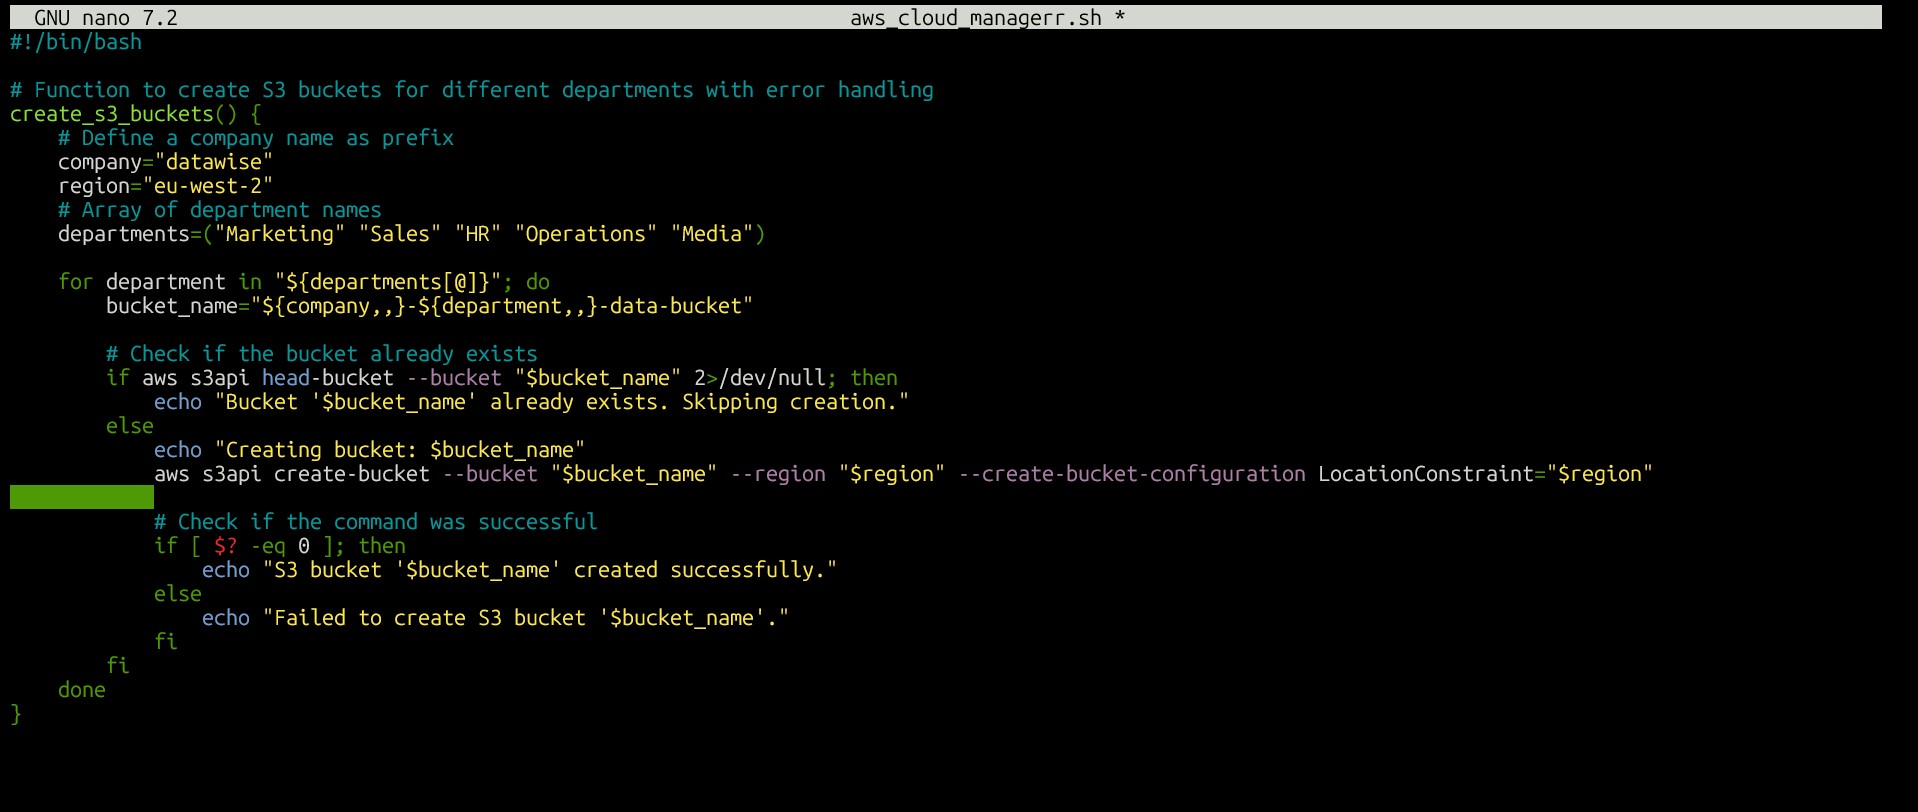 GNU nano 7.2 aws_cloud_managerr.sh *
#!/bin/bash

# Function to create S3 buckets for different departments with error handling
create_s3_buckets() {
    # Define a company name as prefix
    company="datawise"
    region="eu-west-2"
    # Array of department names
    departments=("Marketing" "Sales" "HR" "Operations" "Media")

    for department in "${departments[@]}"; do
        bucket_name="${company,,}-${department,,}-data-bucket"

        # Check if the bucket already exists
        if aws s3api head-bucket --bucket "$bucket_name" 2>/dev/null; then
            echo "Bucket '$bucket_name' already exists. Skipping creation."
        else
            echo "Creating bucket: $bucket_name"
            aws s3api create-bucket --bucket "$bucket_name" --region "$region" --create-bucket-configuration LocationConstraint="$region"

            # Check if the command was successful
            if [ $? -eq 0 ]; then
                echo "S3 bucket '$bucket_name' created successfully."
            else
                echo "Failed to create S3 bucket '$bucket_name'."
            fi
        fi
    done
}